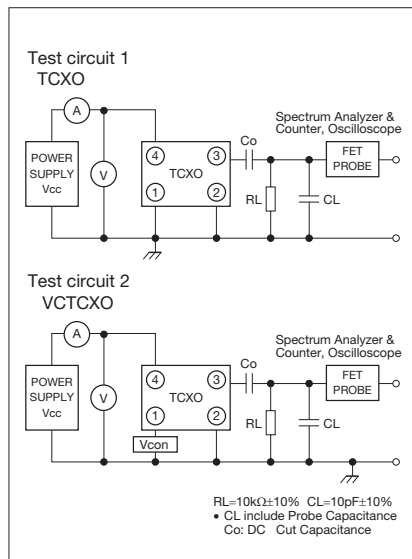 Test circuit 1
TCXO
A
POWER
SUPPLY
Vcc
V
4
3
TCXO
1
2
Co
RL
CL
Spectrum Analyzer &
Counter, Oscilloscope
FET
PROBE
Test circuit 2
VCTCXO
A
POWER
SUPPLY
Vcc
V
4
3
TCXO
1
2
Vcon
Co
RL
CL
Spectrum Analyzer &
Counter, Oscilloscope
FET
PROBE
RL=10kΩ±10% CL=10pF±10%
• CL include Probe Capacitance
Co: DC Cut Capacitance